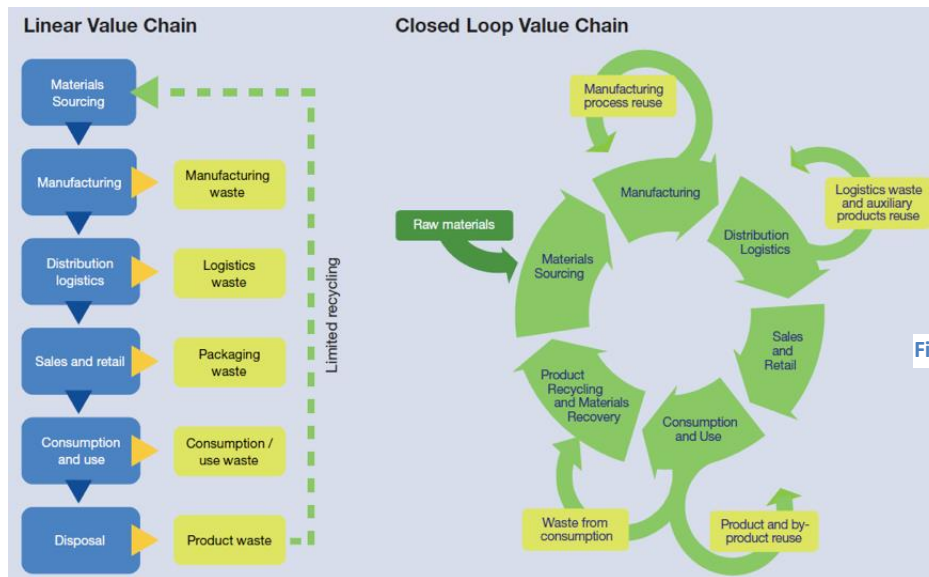 Linear Value Chain
Materials
Sourcing
Manufacturing
Manufacturing
waste
Distribution
logistics
Logistics
waste
Sales and retail
Packaging
waste
Consumption
and use
Consumption /
use waste
Disposal
Product waste
Limited recycling
Closed Loop Value Chain
Manufacturing
process reuse
Manufacturing
Raw materials
Materials
Sourcing
Distribution
Logistics
Logistics waste
and auxiliary
products reuse
Sales
and
Retail
Product
Recycling
and Materials
Recovery
Consumption
and Use
Waste from
consumption
Product and by-
product reuse
Fi